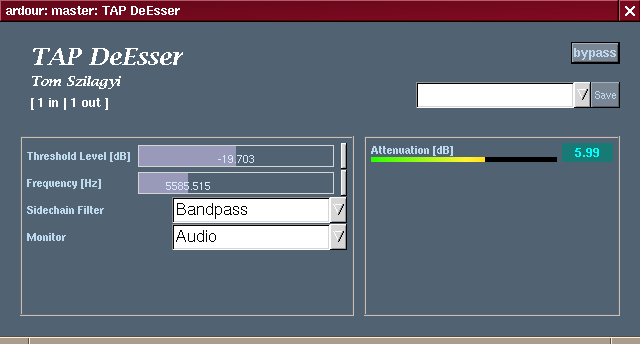 ardour: master: TAP DeEsser
TAP DeEsser
bypass
Tom Szilagyi
[ 1 in | 1 out ]
Save
Threshold Level [dB] -19.703
Frequency [Hz] 5585.515
Sidechain Filter Bandpass
Monitor Audio
Attenuation [dB] 5.99